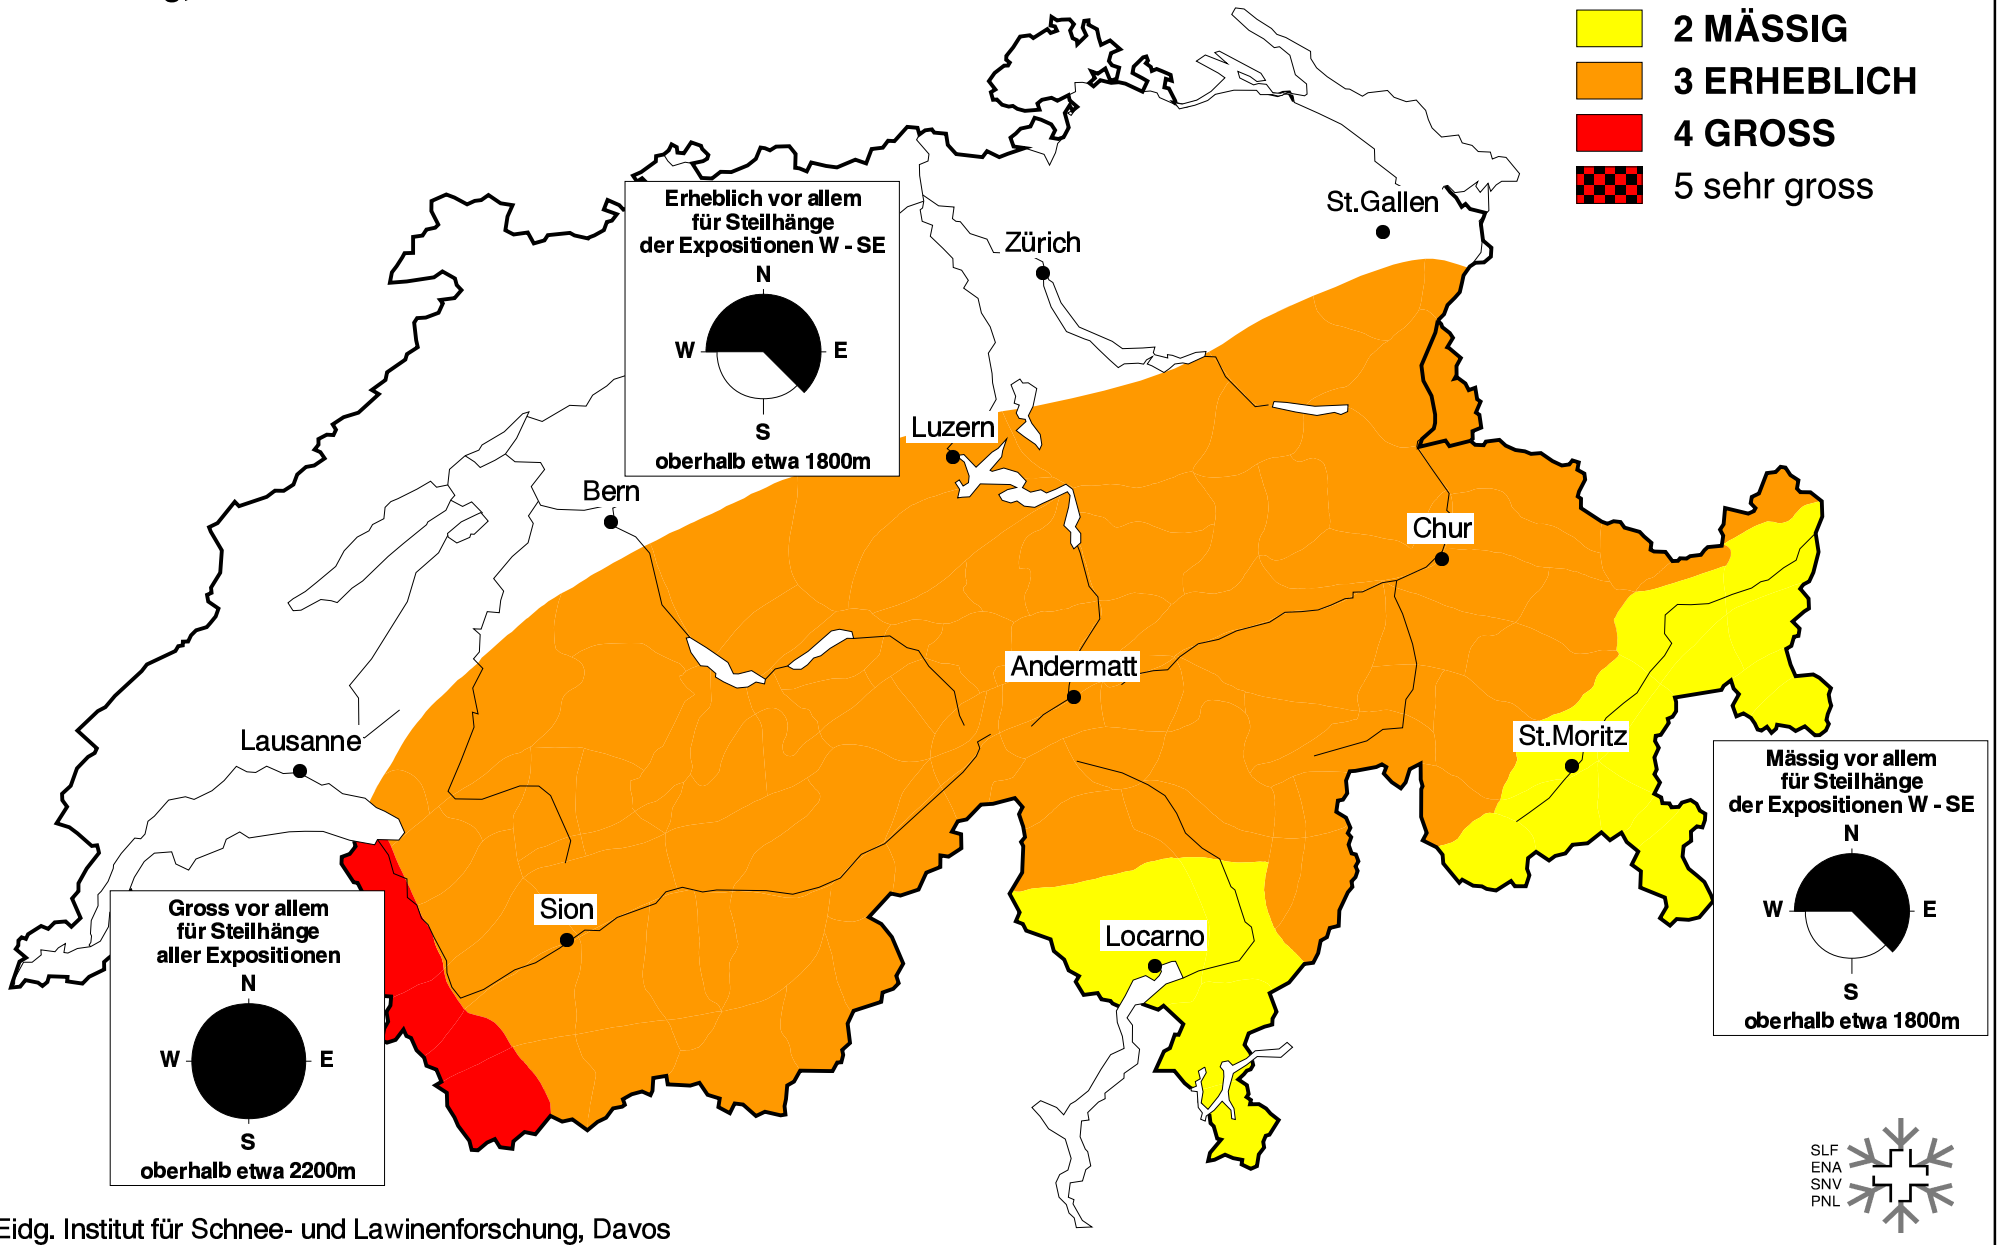 2 MÄSSIG
3 ERHEBLICH
4 GROSS
5 sehr gross
Erheblich vor allem
für Steilhänge
der Expositionen W - SE
N
W
E
S
oberhalb etwa 1800m
St.Gallen
Zürich
Luzern
Bern
Chur
Andermatt
Lausanne
St.Moritz
Sion
Locarno
Mässig vor allem
für Steilhänge
der Expositionen W - SE
N
W
E
S
oberhalb etwa 1800m
Gross vor allem
für Steilhänge
aller Expositionen
N
W
E
S
oberhalb etwa 2200m
SLF
ENA
SNV
PNL
Eidg. Institut für Schnee- und Lawinenforschung, Davos